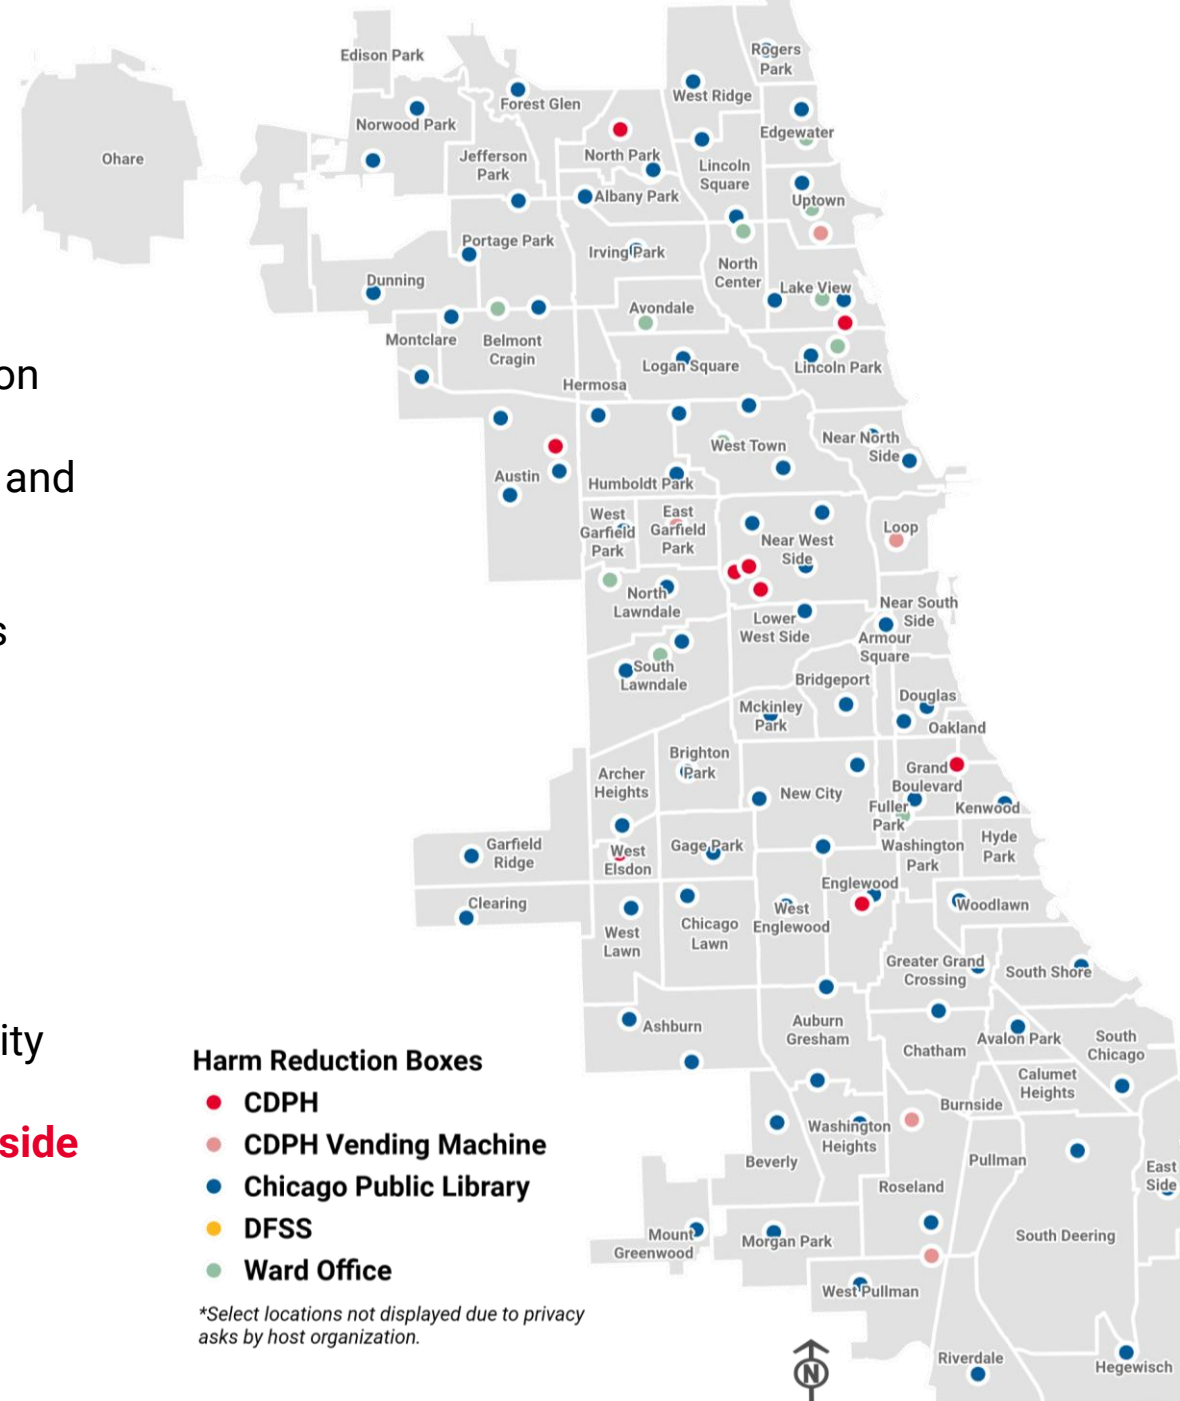 Edison Park
Rogers
Park
West Ridge
Forest Glen
Norwood Park
Edgewater
Ohare
Jefferson
Park
North Park
Lincoln
Square
Albany Park
Uptown
Portage Park
Irving Park
North
Center
Dunning
Lake View
Avondale
Montclare
Belmont
Cragin
Logan Square
Lincoln Park
on
Hermosa
West Town
Near North
Side
and
Austin
Humboldt Park
West
Garfield
Park
East
Garfield
Park
Loop
Near West
Side
North
Lawndale
Near South
Side
Lower
West Side
Armour
Square
s
South
Lawndale
Bridgeport
Douglas
Mckinley
Park
Oakland
Brighton
Park
Archer
Heights
Grand
Boulevard
New City
Fuller
Park
Kenwood
Garfield
Ridge
West
Elsdon
Gage Park
Washington
Park
Hyde
Park
Englewood
Clearing
West
Lawn
Chicago
Lawn
West
Englewood
Woodlawn
Greater Grand
Crossing
South Shore
Ashburn
Auburn
Gresham
Avalon Park
South
Chicago
Chatham
ity
Calumet
Heights
Burnside
Washington
Heights
Beverly
Pullman
East
Side
side
Roseland
Mount
Greenwood
Morgan Park
South Deering
West Pullman
Riverdale
Hegewisch
Harm Reduction Boxes
CDPH
CDPH Vending Machine
Chicago Public Library
DFSS
Ward Office
*Select locations not displayed due to privacy
asks by host organization.
N